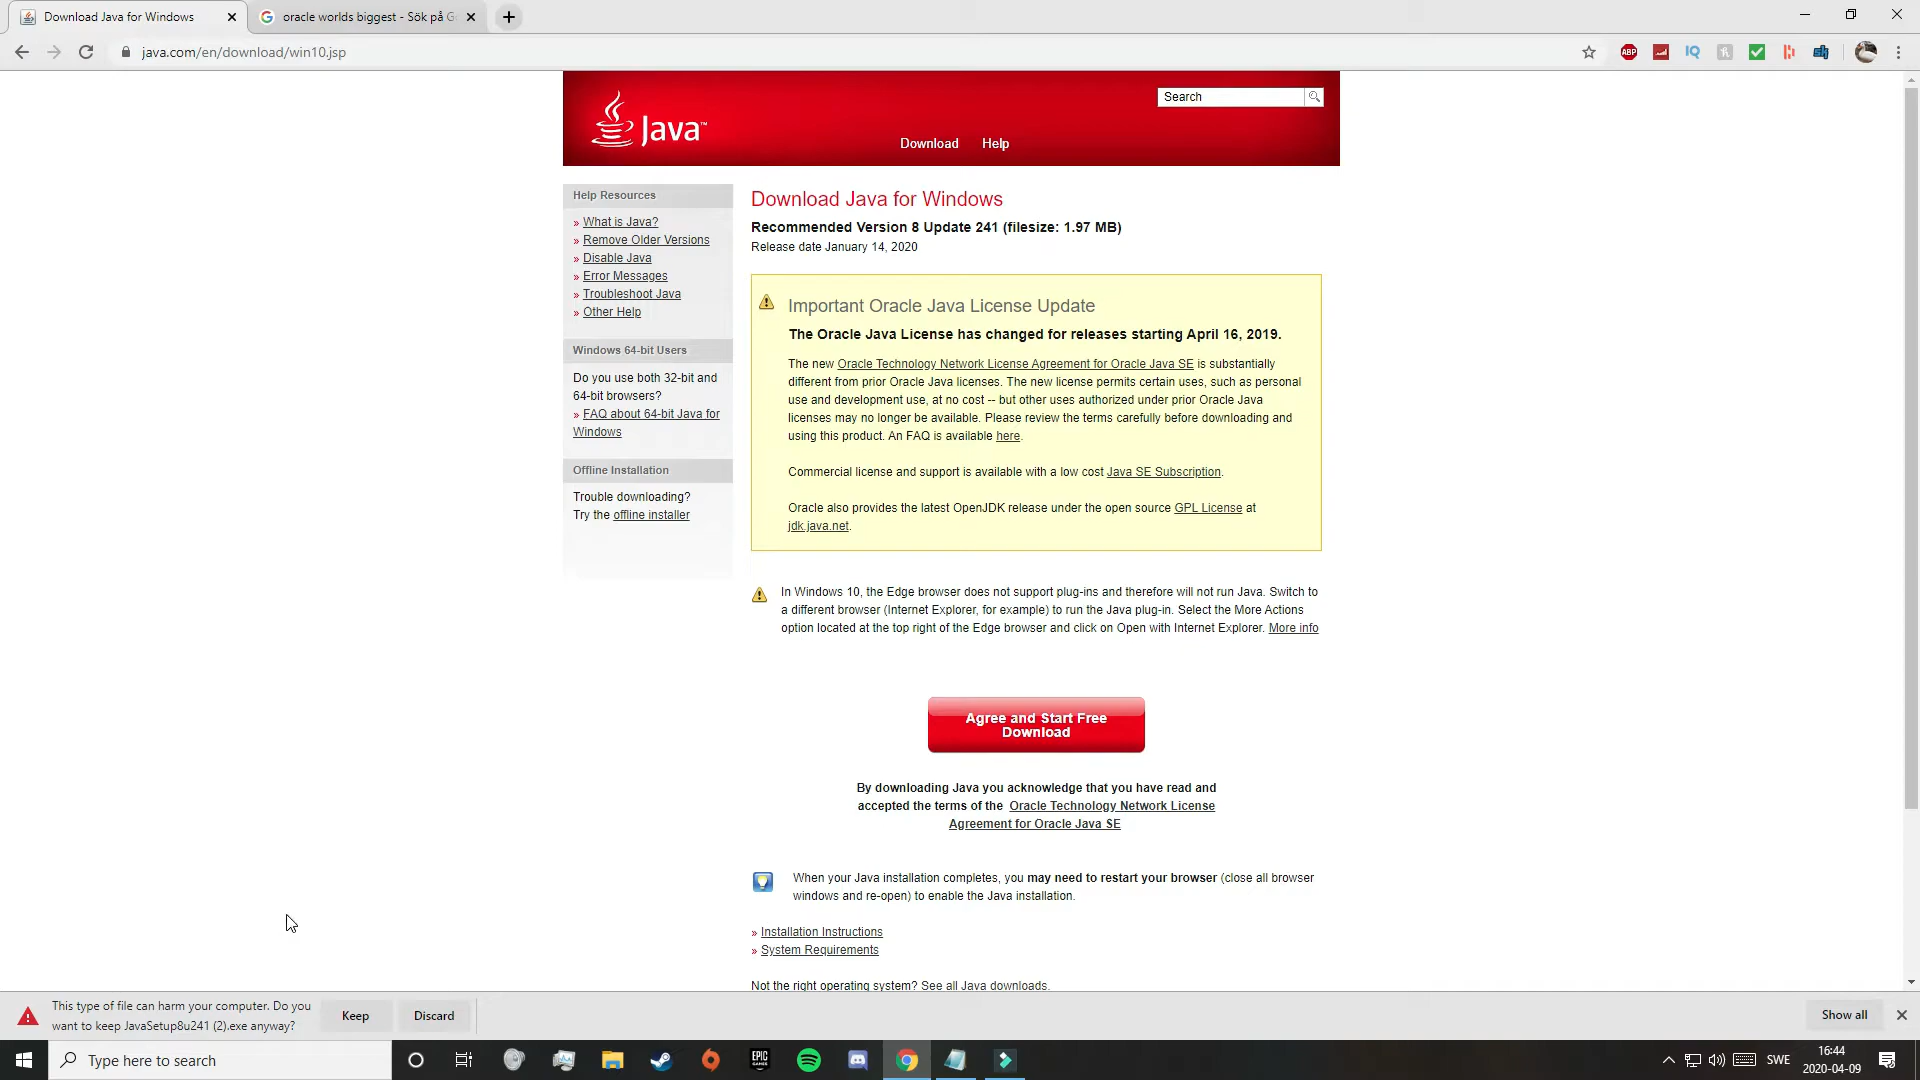 Download Java for Windows
oracle worlds biggest - Sök på G
java.com/en/download/win10.jsp
ABP
IQ
Java™
Search
Download
Help
Help Resources
» What is Java?
» Remove Older Versions
» Disable Java
» Error Messages
» Troubleshoot Java
» Other Help
Windows 64-bit Users
Do you use both 32-bit and
64-bit browsers?
» FAQ about 64-bit Java for
Windows
Offline Installation
Trouble downloading?
Try the offline installer
Download Java for Windows
Recommended Version 8 Update 241 (filesize: 1.97 MB)
Release date January 14, 2020
Important Oracle Java License Update
The Oracle Java License has changed for releases starting April 16, 2019.
The new Oracle Technology Network License Agreement for Oracle Java SE is substantially
different from prior Oracle Java licenses. The new license permits certain uses, such as personal
use and development use, at no cost -- but other uses authorized under prior Oracle Java
licenses may no longer be available. Please review the terms carefully before downloading and
using this product. An FAQ is available here.
Commercial license and support is available with a low cost Java SE Subscription.
Oracle also provides the latest OpenJDK release under the open source GPL License at
jdk.java.net.
In Windows 10, the Edge browser does not support plug-ins and therefore will not run Java. Switch to
a different browser (Internet Explorer, for example) to run the Java plug-in. Select the More Actions
option located at the top right of the Edge browser and click on Open with Internet Explorer. More info
Agree and Start Free
Download
By downloading Java you acknowledge that you have read and
accepted the terms of the Oracle Technology Network License
Agreement for Oracle Java SE
When your Java installation completes, you may need to restart your browser (close all browser
windows and re-open) to enable the Java installation.
» Installation Instructions
» System Requirements
Not the right operating system? See all Java downloads.
This type of file can harm your computer. Do you
want to keep JavaSetup8u241 (2).exe anyway?
Keep
Discard
Show all
Type here to search
EPIC
GAMES
SWE
16:44
2020-04-09